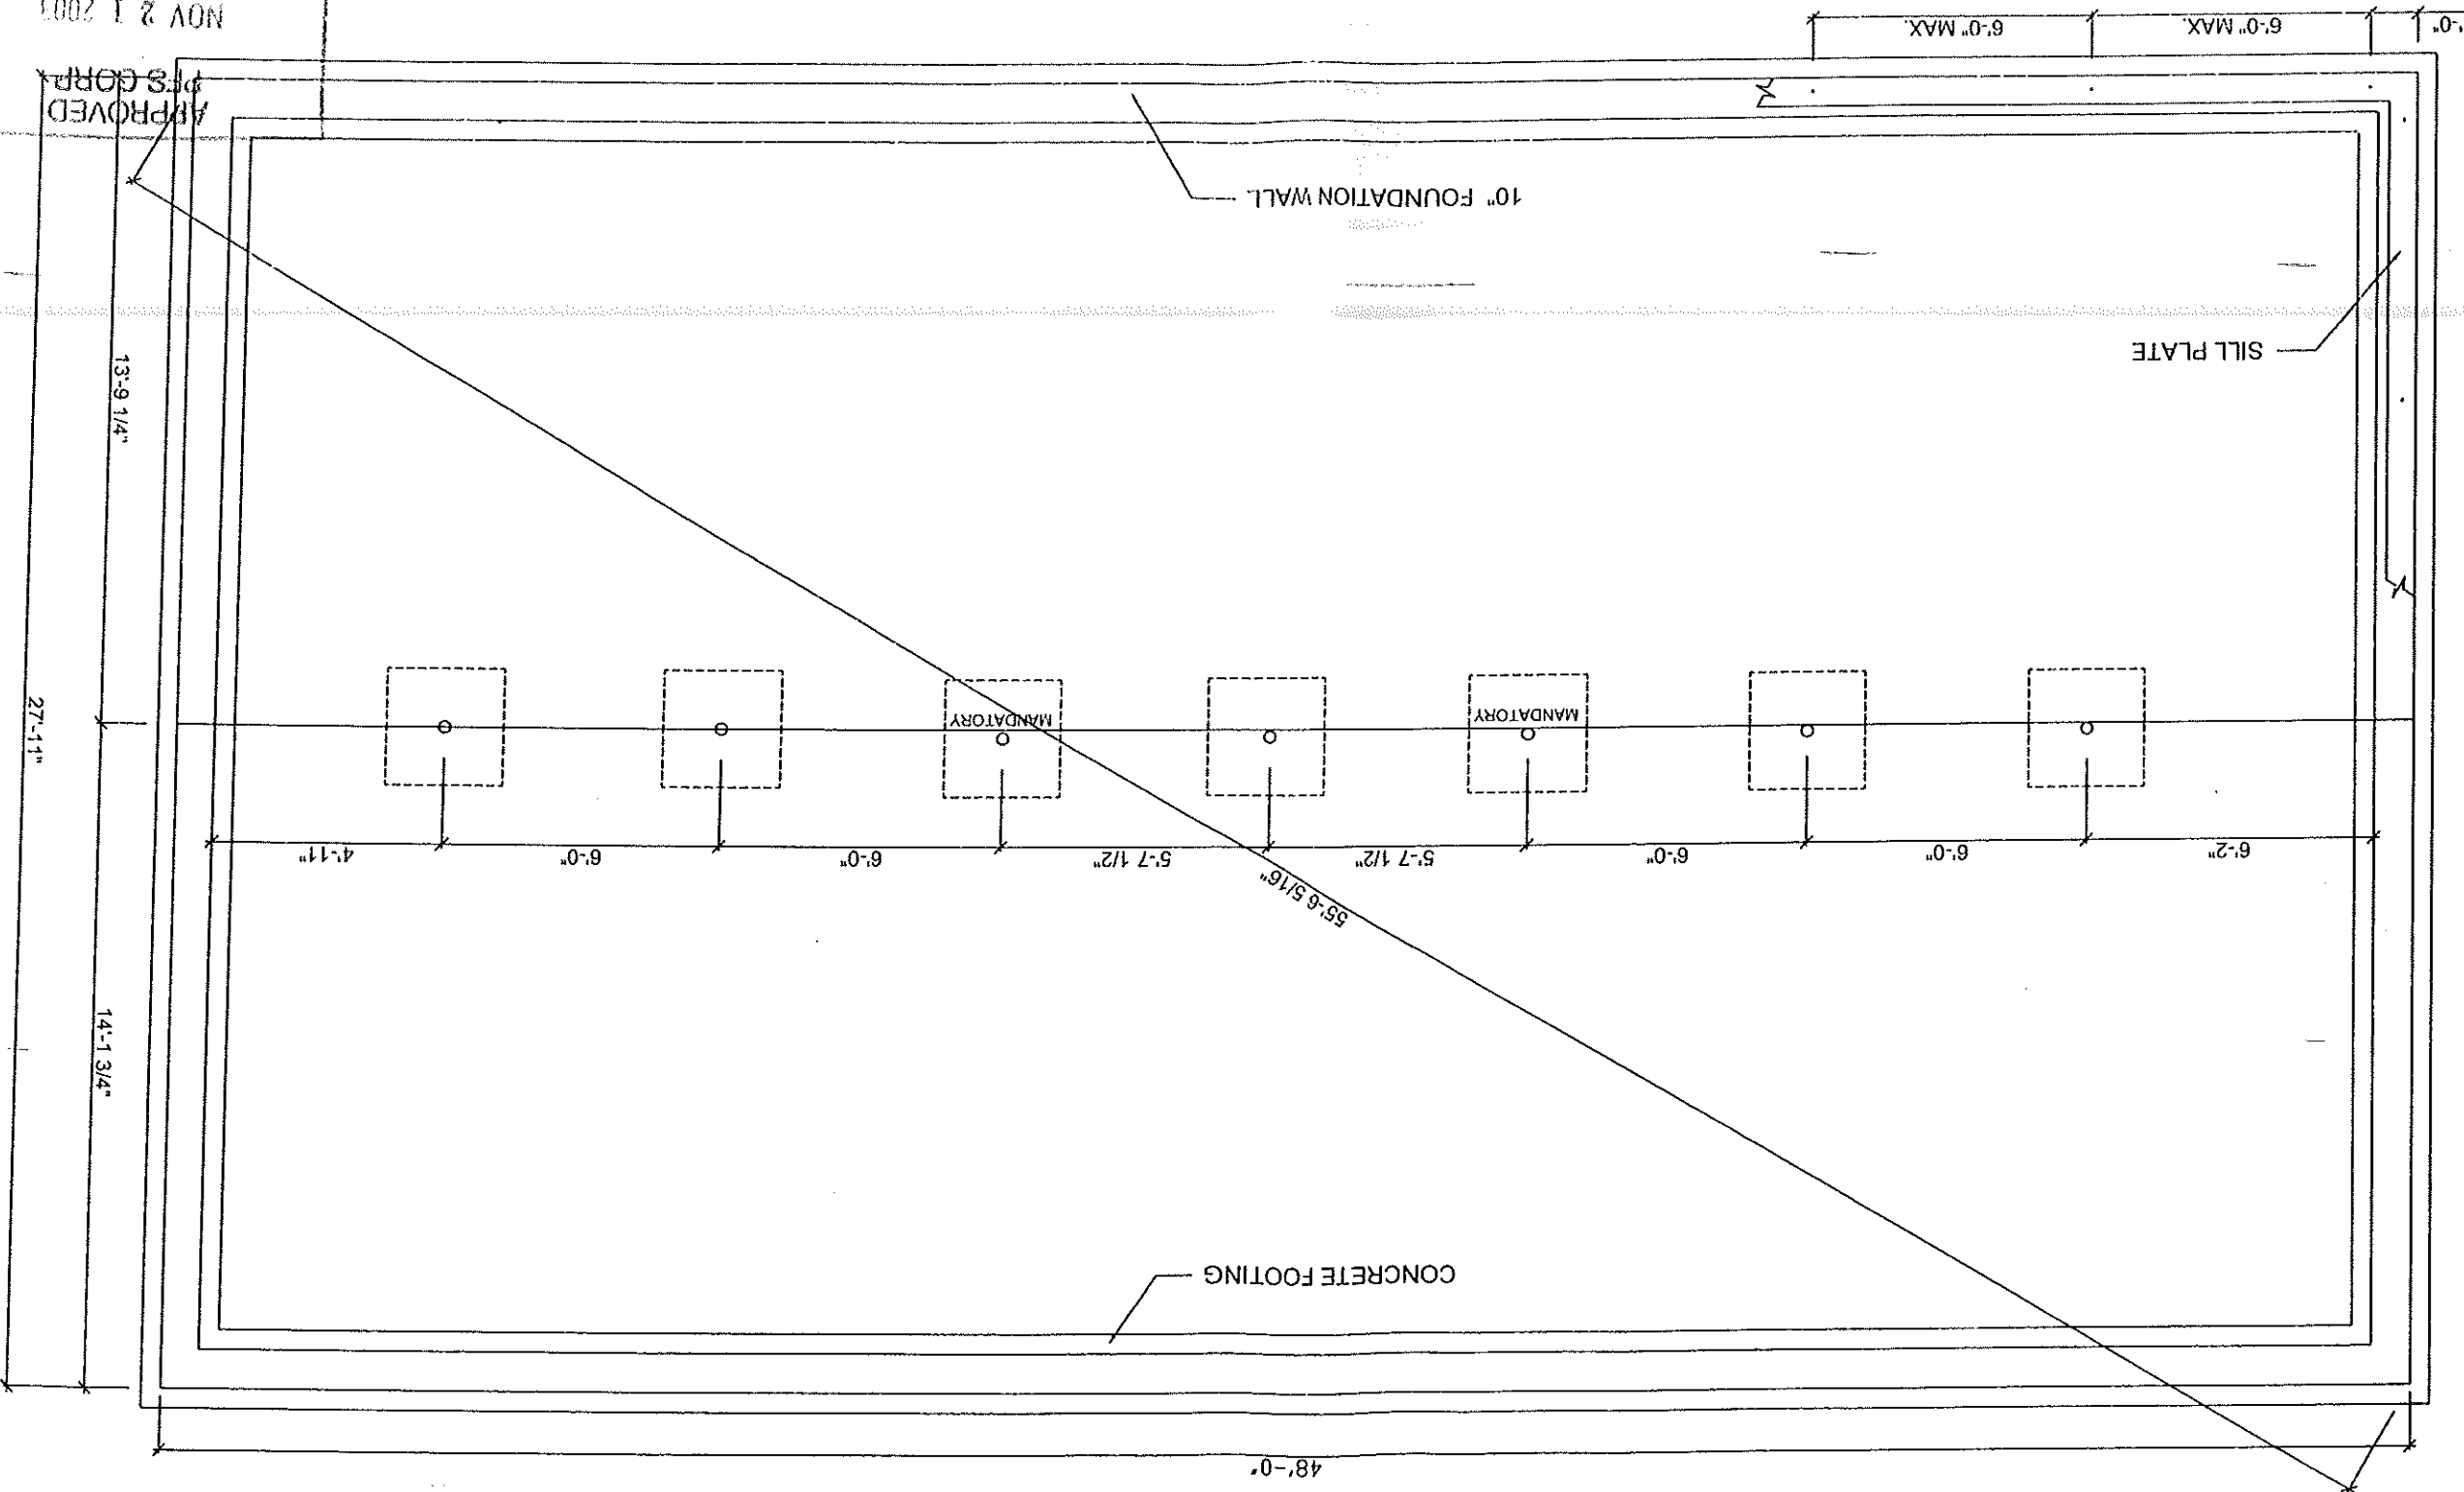 48'-0"
CONCRETE FOOTING
55'-6 5/16"
6'-2"
6'-0"
6'-0"
5'-7 1/2"
5'-7 1/2"
6'-0"
6'-0"
4'-11"
MANDATORY
MANDATORY
14'-1 3/4"
27'-11"
13'-9 1/4"
SILL PLATE
10" FOUNDATION WALL
6'-0" MAX.
6'-0" MAX.
APPROVED
PFS CORP.
NOV 21 2003